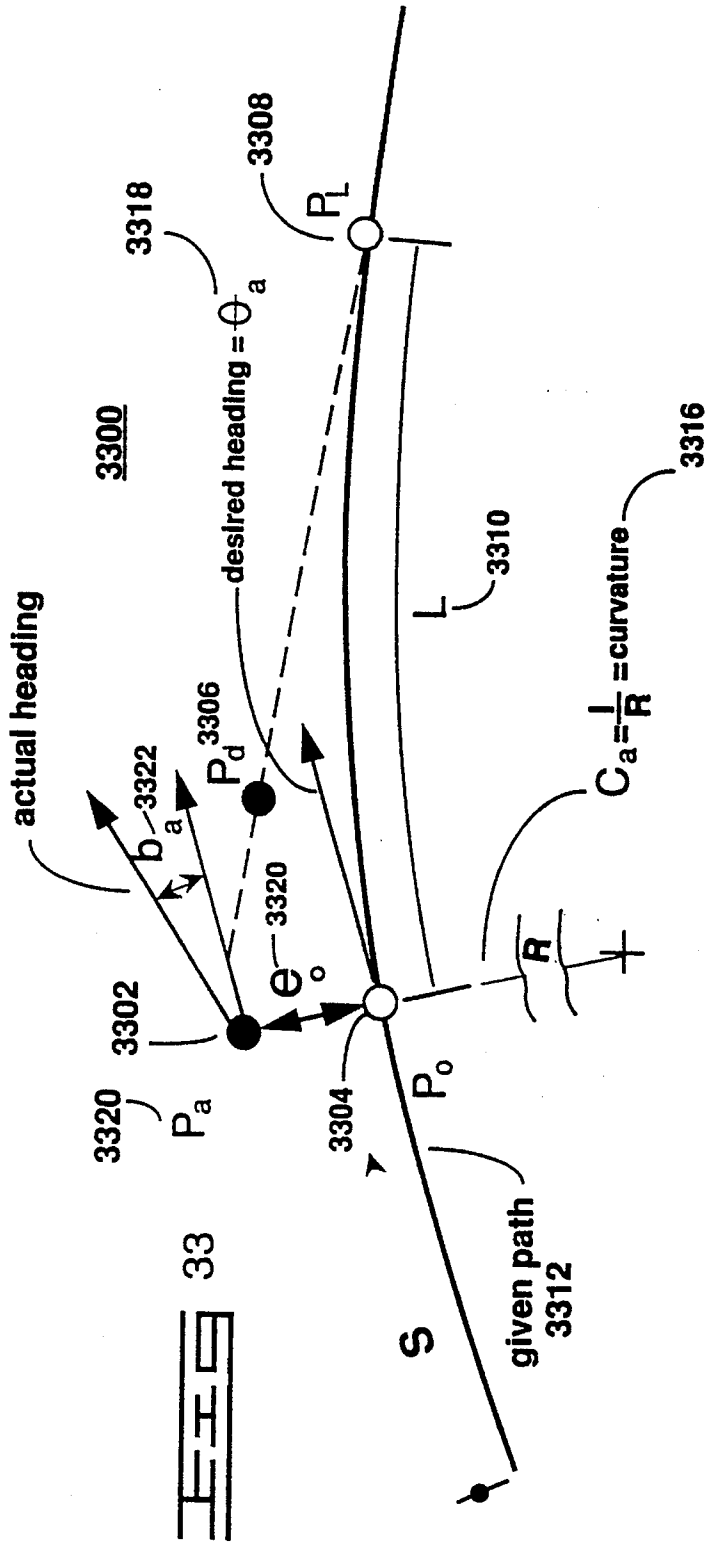 FIG 33
3300
actual heading
b_a
3322
3302
3320
P_a
e_o
3320
P_d
3306
desired heading = θ_a
3318
P_L
3308
3304
P_o
L
3310
R
C_a = 1/R = curvature
3316
S
given path
3312